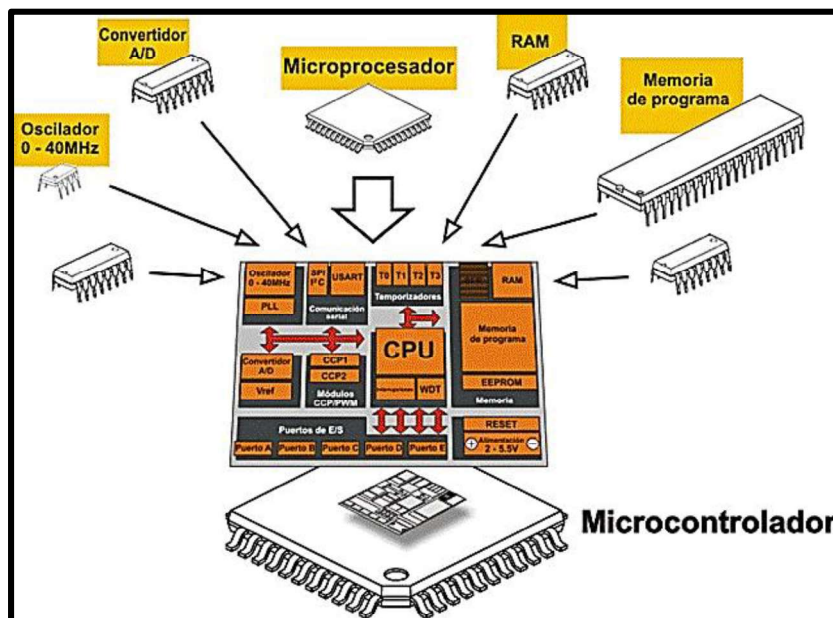 Convertidor
A/D
Microprocesador
RAM
Memoria
de programa
Oscilador
0 - 40MHz
Oscilador
0 - 40MHz
PLL
SPI
I²C
USART
Comunicación
serial
T0 T1 T2 T3
Temporizadores
RAM
Memoria
de programa
EEPROM
Memoria
Convertidor
A/D
Vref
CCP1
CCP2
Módulos
CCP/PWM
CPU
WDT
Puertos de E/S
Puerto A Puerto B Puerto C Puerto D Puerto E
RESET
Alimentación
2 - 5.5V
Microcontrolador